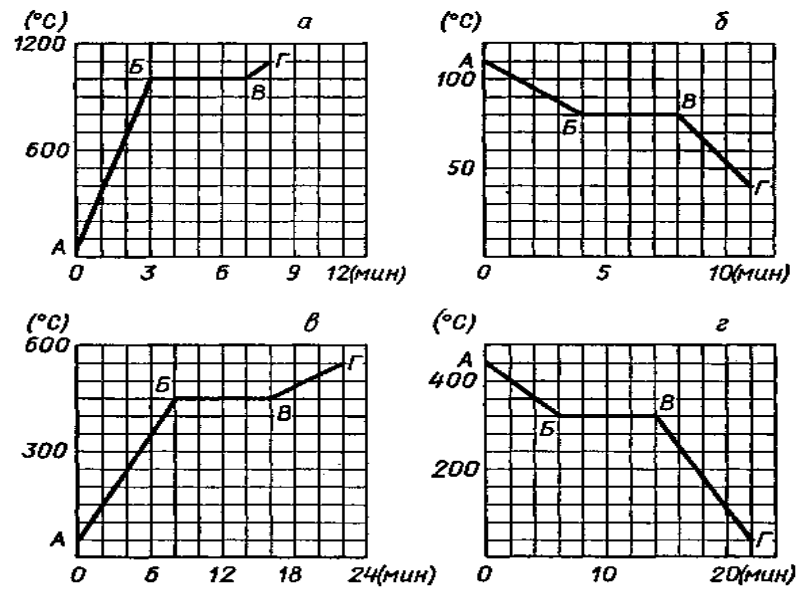 (°C) а
1200
Б Г
В
600
А
0 3 6 9 12(мин)
(°C) б
А
100
В
Б
50
Г
0 5 10(мин)
(°C) в
600
Г
Б
В
300
А
0 6 12 18 24(мин)
(°C) г
А
400
В
Б
200
Г
0 10 20(мин)